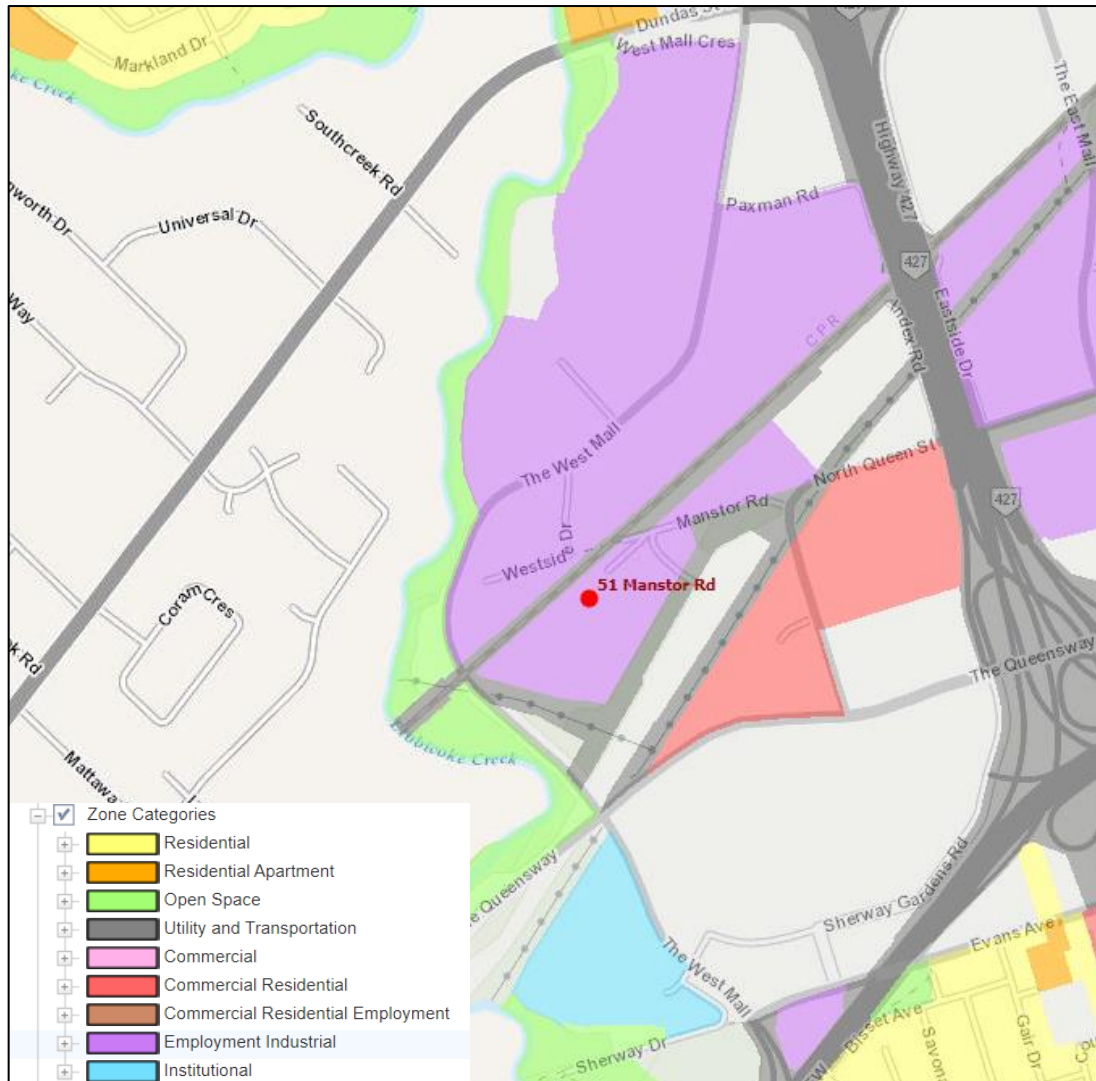 Dundas St
West Mall Cres
Markland Dr
ke Creek
Southcreek Rd
Highway 427
The East Mall
nworth Dr
Universal Dr
Paxman Rd
427
Eastside Dr
Way
CPR
Andex Rd
The West Mall
North Queen St
427
Manstor Rd
Westside Dr
51 Manstor Rd
Coram Cres
ok Rd
The Queensway
Etobicoke Creek
Mattawa
Zone Categories
Residential
Residential Apartment
Open Space
Utility and Transportation
Commercial
Commercial Residential
Commercial Residential Employment
Employment Industrial
Institutional
e Queensway
Sherway Gardens Rd
Evans Ave
The West Mall
Bisset Ave
Savona
Gair Dr
Sherway Dr